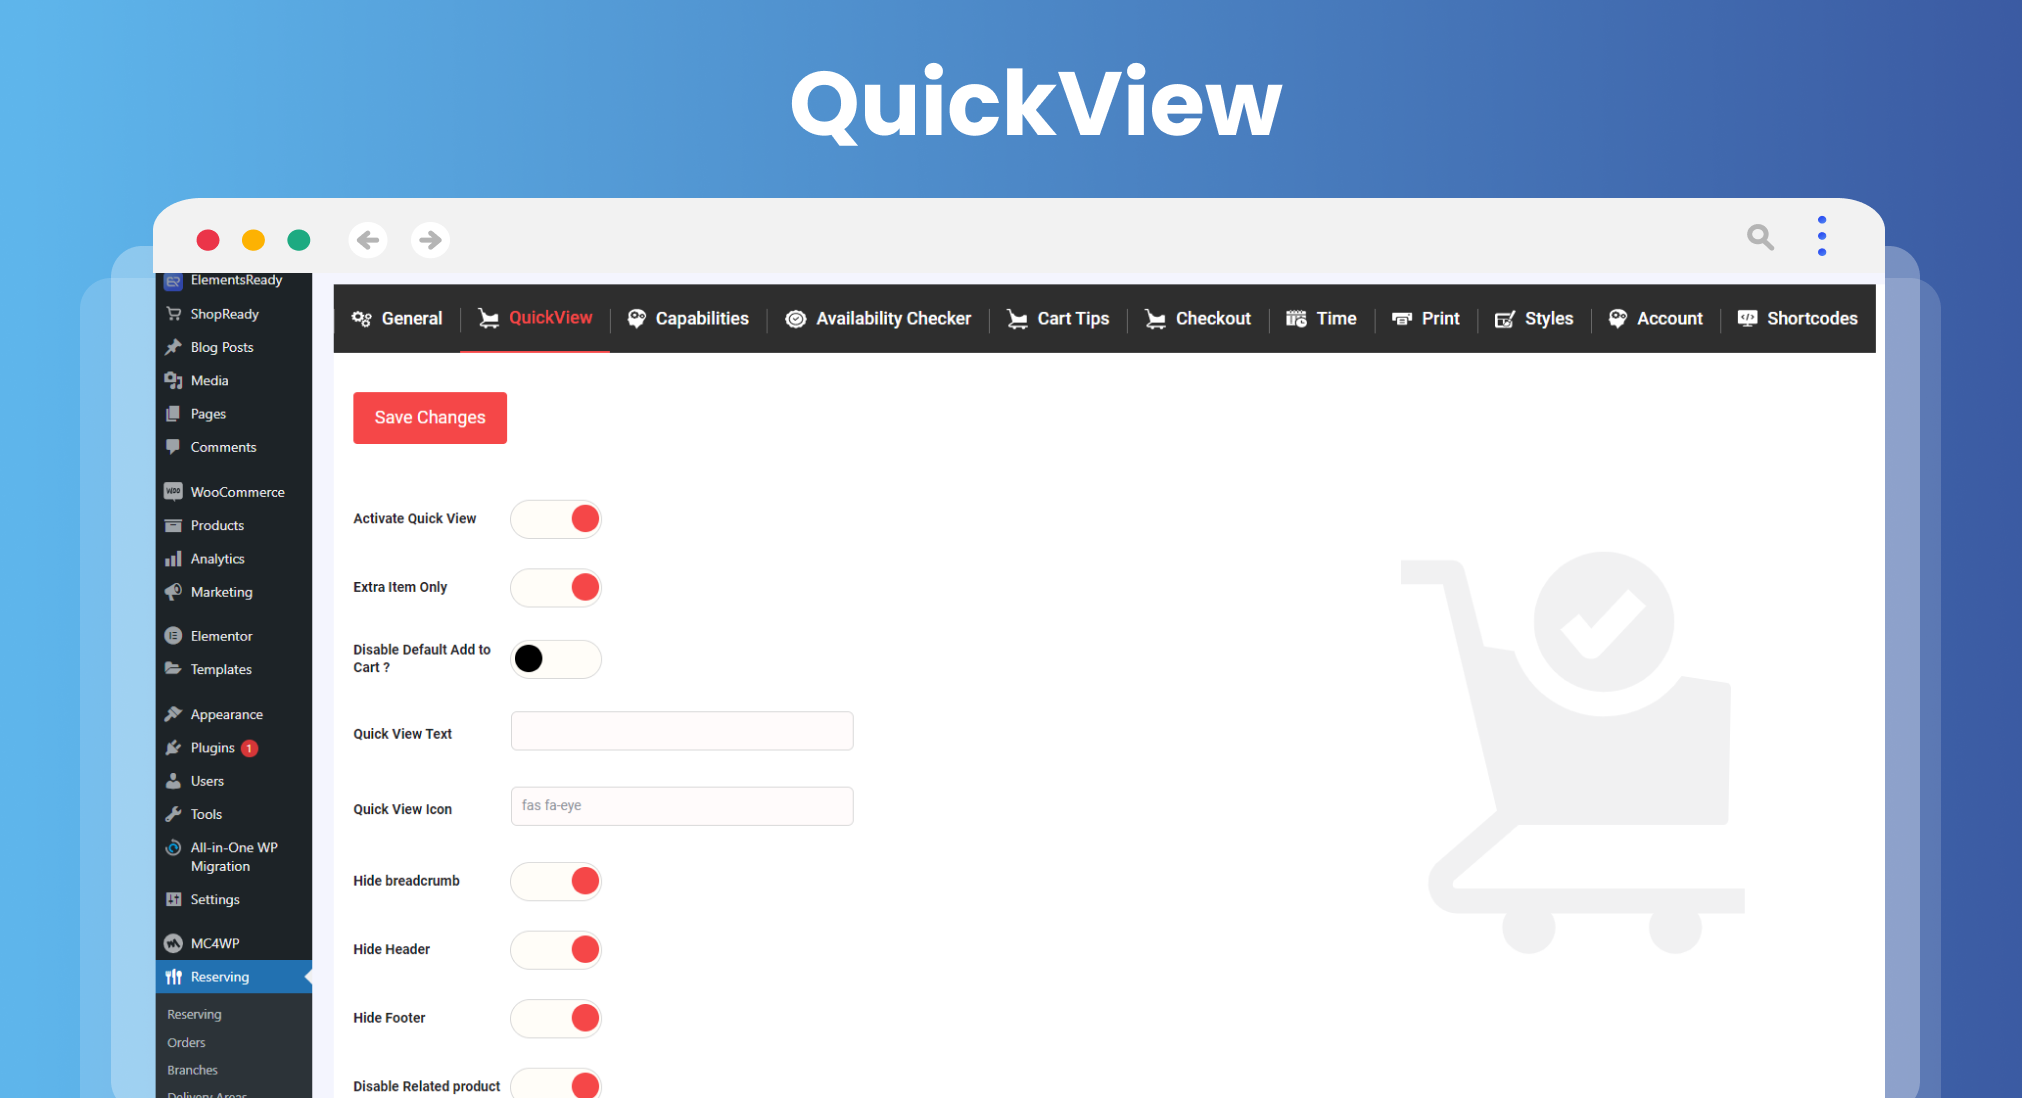 QuickView
ElementsReady
ShopReady
Blog Posts
Media
Pages
Comments
WooCommerce
Products
Analytics
Marketing
Elementor
Templates
Appearance
Plugins 1
Users
Tools
All-in-One WP
Migration
Settings
MC4WP
Reserving
Reserving
Orders
Branches
Delivery Areas
General QuickView Capabilities Availability Checker Cart Tips Checkout Time Print Styles Account Shortcodes
Save Changes
Activate Quick View
Extra Item Only
Disable Default Add to
Cart ?
Quick View Text
Quick View Icon fas fa-eye
Hide breadcrumb
Hide Header
Hide Footer
Disable Related product